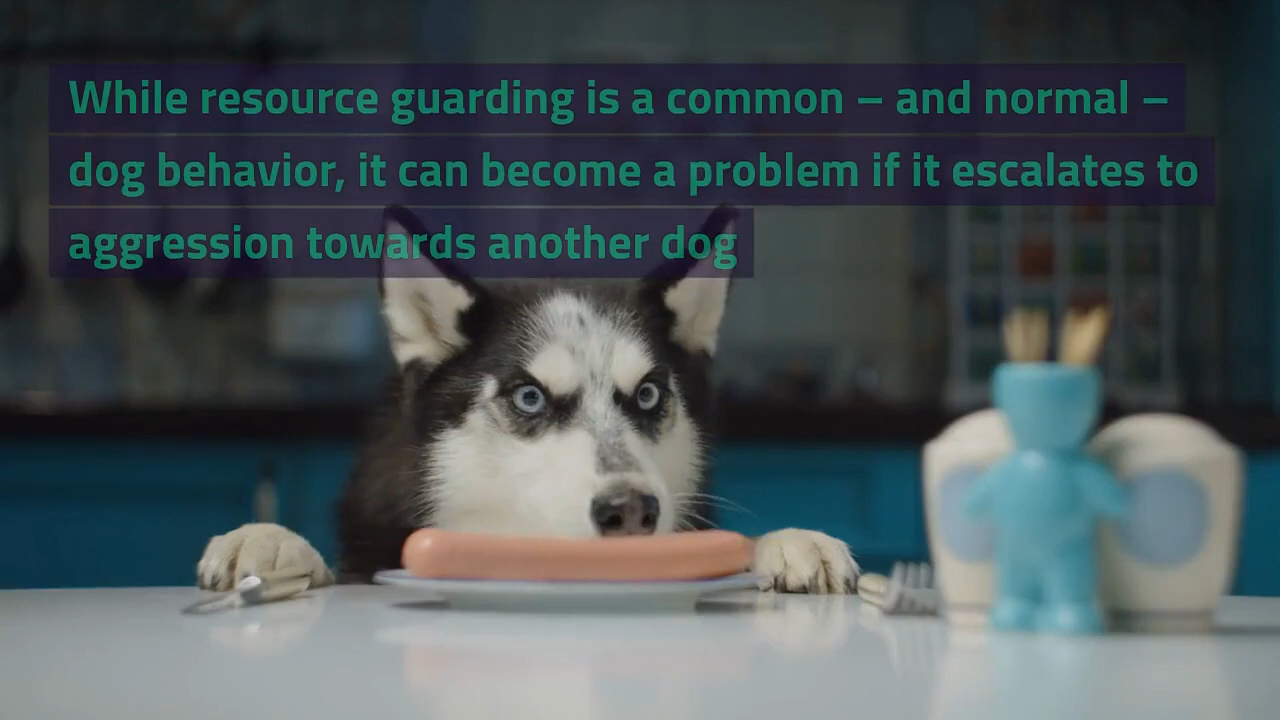 While resource guarding is a common – and normal –
dog behavior, it can become a problem if it escalates to
aggression towards another dog